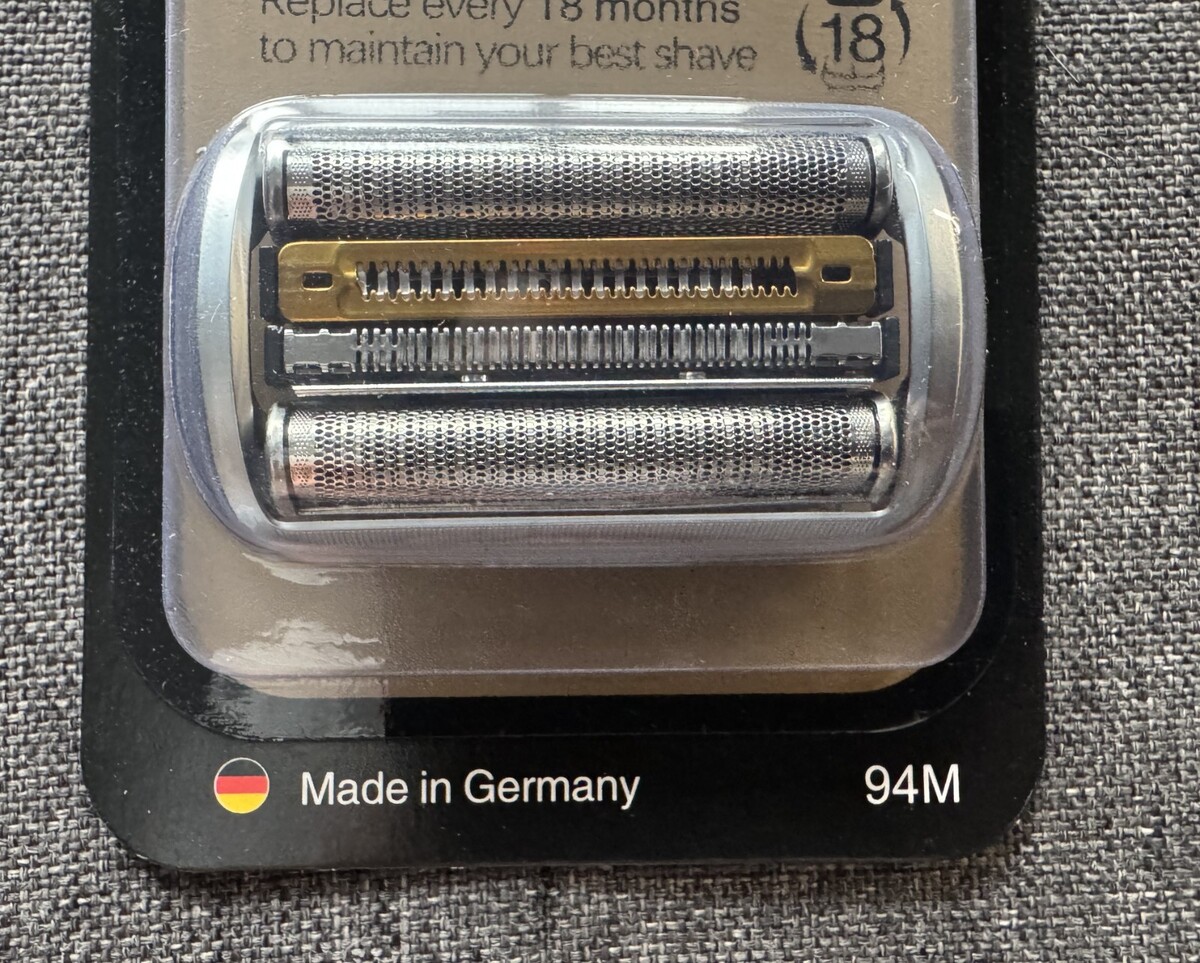 Replace every 18 months
to maintain your best shave
18
Made in Germany
94M